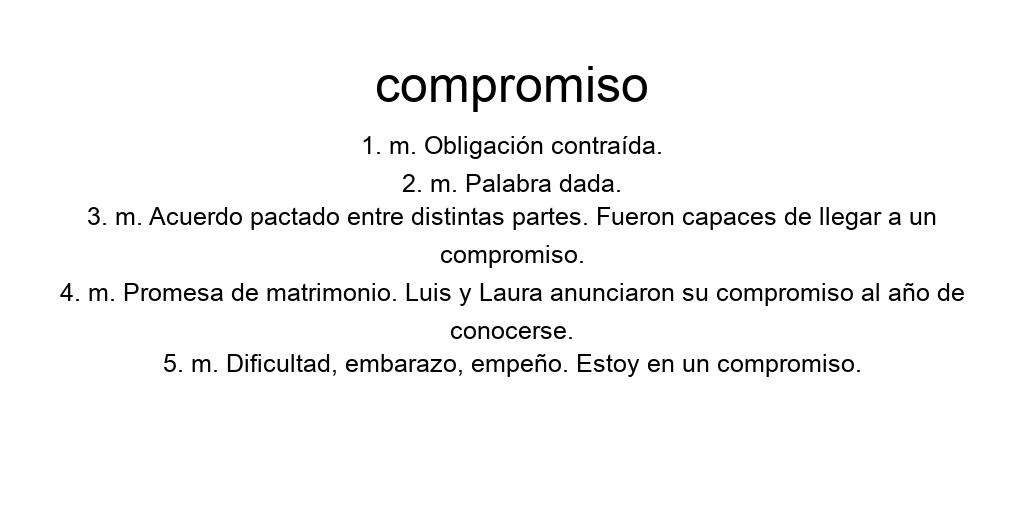 compromiso
1. m. Obligación contraída.
2. m. Palabra dada.
3. m. Acuerdo pactado entre distintas partes. Fueron capaces de llegar a un
compromiso.
4. m. Promesa de matrimonio. Luis y Laura anunciaron su compromiso al año de
conocerse.
5. m. Dificultad, embarazo, empeño. Estoy en un compromiso.